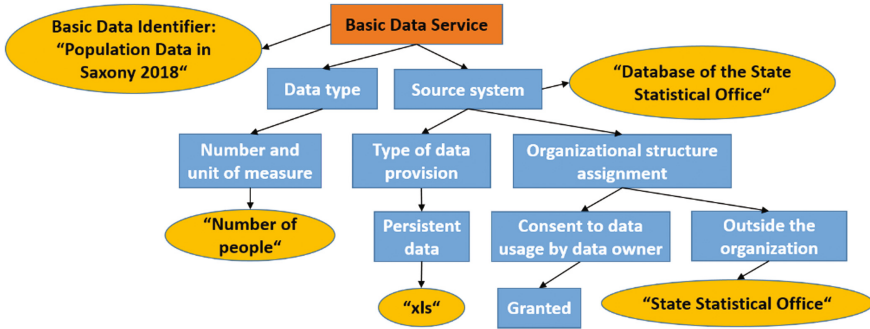 Basic Data Identifier:
“Population Data in
Saxony 2018“
Basic Data Service
Data type
Source system
“Database of the State
Statistical Office“
Number and
unit of measure
Type of data
provision
Organizational structure
assignment
“Number of
people“
Persistent
data
Consent to data
usage by data owner
Outside the
organization
“xls“
Granted
“State Statistical Office“